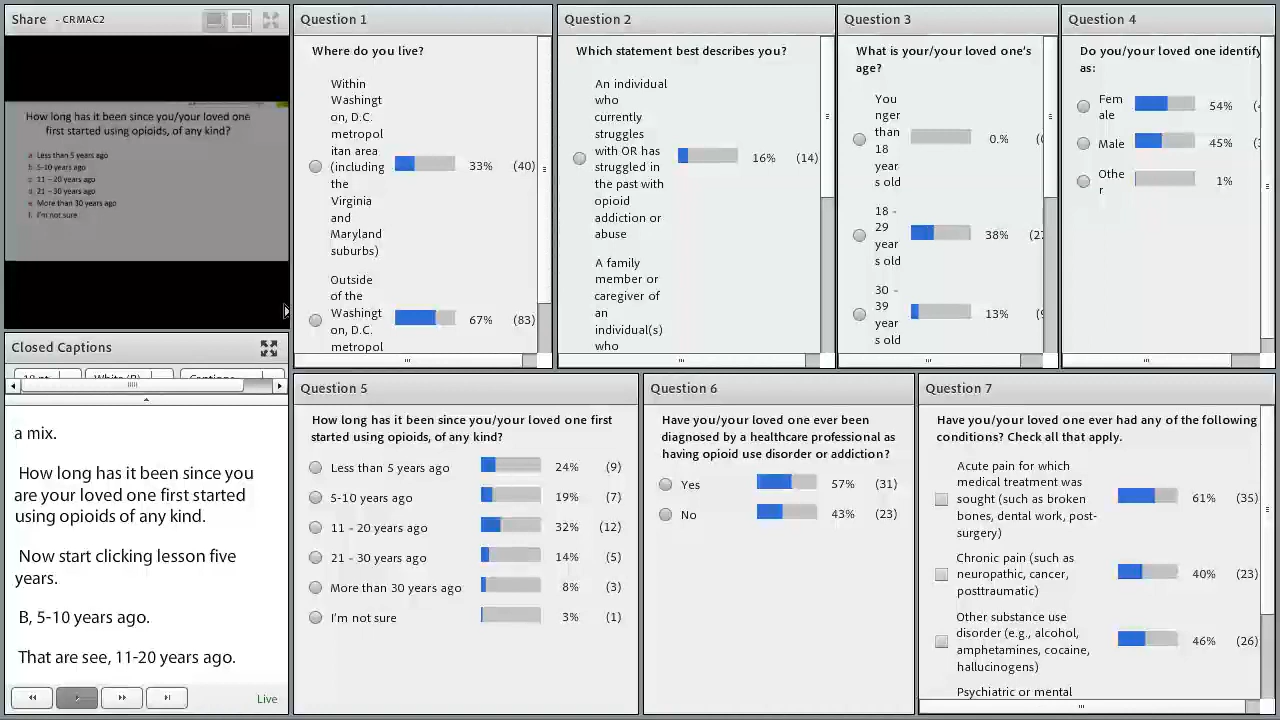 Share - CRMAC2
How long has it been since you/your loved one
first started using opioids, of any kind?
a. Less than 5 years ago
b. 5-10 years ago
c. 11 – 20 years ago
d. 21 – 30 years ago
e. More than 30 years ago
f. I'm not sure
Closed Captions
a mix.
How long has it been since you
are your loved one first started
using opioids of any kind.
Now start clicking lesson five
years.
B, 5-10 years ago.
That are see, 11-20 years ago.
Live
Question 1
Where do you live?
Within
Washingt
on, D.C.
metropol
itan area
(including
the
Virginia
and
Maryland
suburbs)
33% (40)
Outside
of the
Washingt
on, D.C.
metropol
67% (83)
Question 2
Which statement best describes you?
An individual
who
currently
struggles
with OR has
struggled in
the past with
opioid
addiction or
abuse
16% (14)
A family
member or
caregiver of
an
individual(s)
who
Question 3
What is your/your loved one's
age?
You
nger
than
18
year
s old
0.%
18 -
29
year
s old
38%
30 -
39
year
s old
13%
Question 4
Do you/your loved one identify
as:
Fem
ale
54%
Male
45%
Othe
r
1%
Question 5
How long has it been since you/your loved one first
started using opioids, of any kind?
Less than 5 years ago 24% (9)
5-10 years ago 19% (7)
11 - 20 years ago 32% (12)
21 - 30 years ago 14% (5)
More than 30 years ago 8% (3)
I'm not sure 3% (1)
Question 6
Have you/your loved one ever been
diagnosed by a healthcare professional as
having opioid use disorder or addiction?
Yes 57% (31)
No 43% (23)
Question 7
Have you/your loved one ever had any of the following
conditions? Check all that apply.
Acute pain for which
medical treatment was
sought (such as broken
bones, dental work, post-
surgery)
61% (35)
Chronic pain (such as
neuropathic, cancer,
posttraumatic)
40% (23)
Other substance use
disorder (e.g., alcohol,
amphetamines, cocaine,
hallucinogens)
46% (26)
Psychiatric or mental